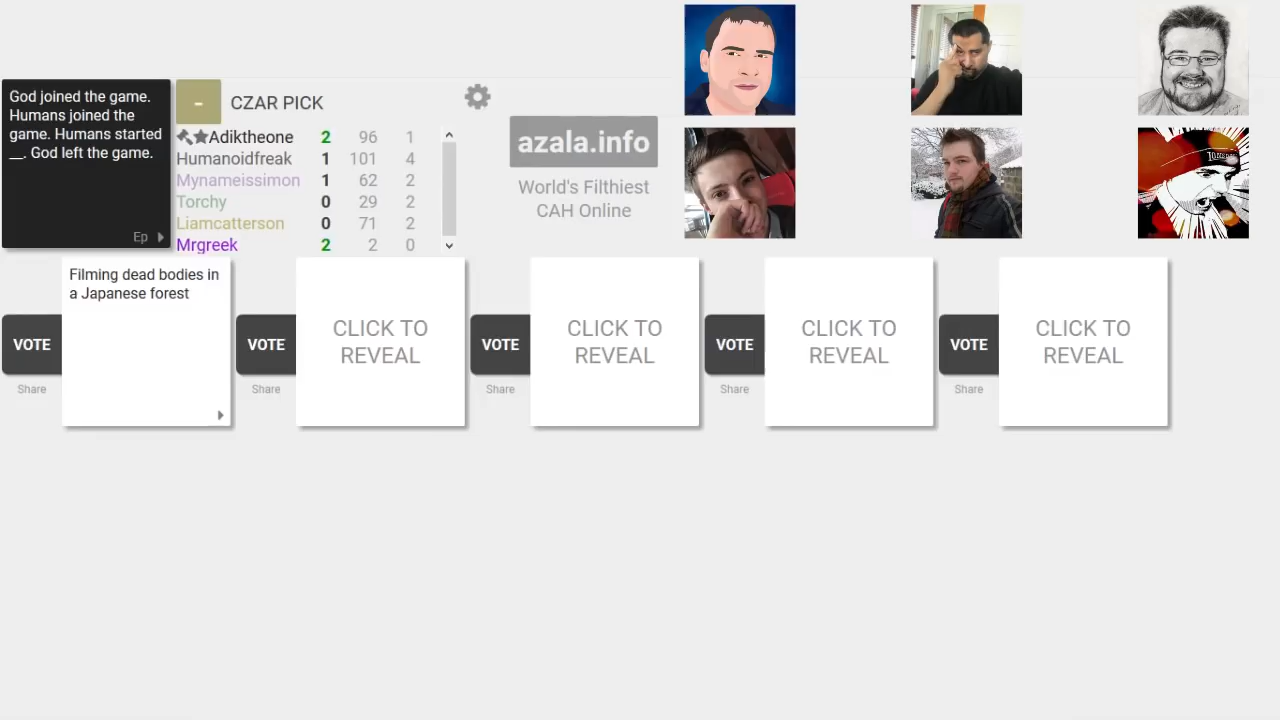 God joined the game.
Humans joined the
game. Humans started
__. God left the game.
Ep
-
CZAR PICK
Adiktheone 2 96 1
Humanoidfreak 1 101 4
Mynameissimon 1 62 2
Torchy 0 29 2
Liamcatterson 0 71 2
Mrgreek 2 2 0
azala.info
World's Filthiest
CAH Online
VOTE
Share
Filming dead bodies in
a Japanese forest
VOTE
Share
CLICK TO
REVEAL
VOTE
Share
CLICK TO
REVEAL
VOTE
Share
CLICK TO
REVEAL
VOTE
Share
CLICK TO
REVEAL